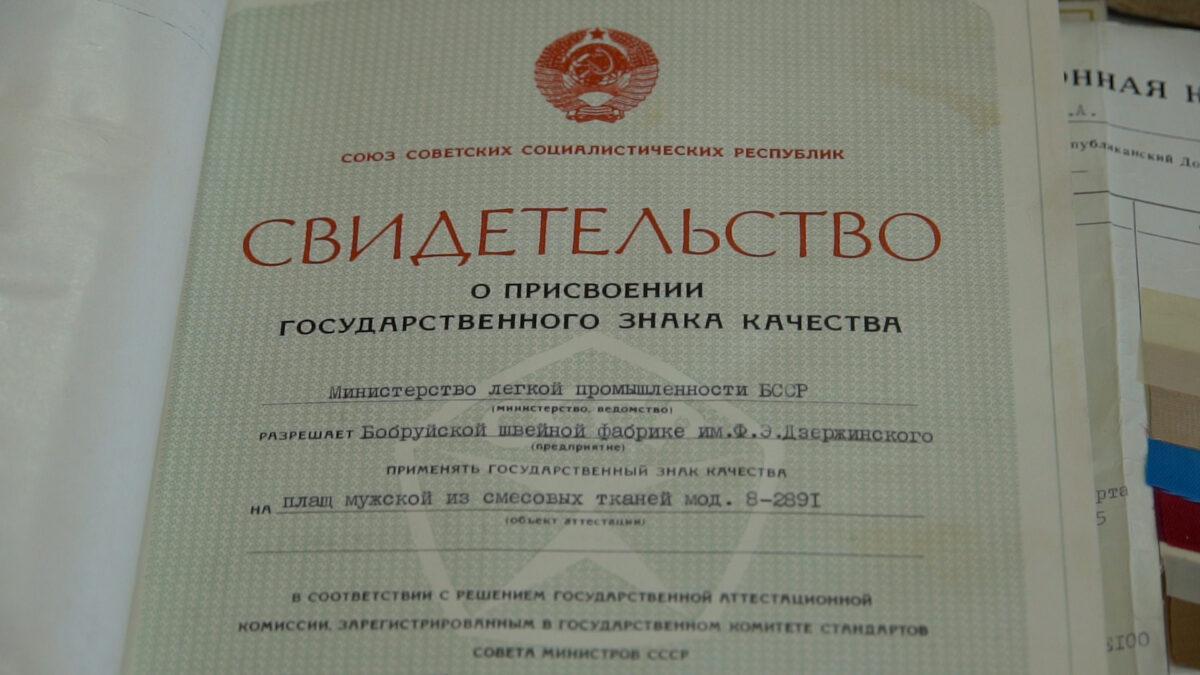 СОЮЗ СОВЕТСКИХ СОЦИАЛИСТИЧЕСКИХ РЕСПУБЛИК
СВИДЕТЕЛЬСТВО
О ПРИСВОЕНИИ
ГОСУДАРСТВЕННОГО ЗНАКА КАЧЕСТВА
Министерство легкой промышленности БССР
(министерство, ведомство)
РАЗРЕШАЕТ Бобруйской швейной фабрике им.Ф.Э.Дзержинского
(предприятие)
ПРИМЕНЯТЬ ГОСУДАРСТВЕННЫЙ ЗНАК КАЧЕСТВА
НА плащ мужской из смесовых тканей мод. 8-289I
(объект аттестации)
В СООТВЕТСТВИИ С РЕШЕНИЕМ ГОСУДАРСТВЕННОЙ АТТЕСТАЦИОННОЙ
КОМИССИИ, ЗАРЕГИСТРИРОВАННЫМ В ГОСУДАРСТВЕННОМ КОМИТЕТЕ СТАНДАРТОВ
СОВЕТА МИНИСТРОВ СССР